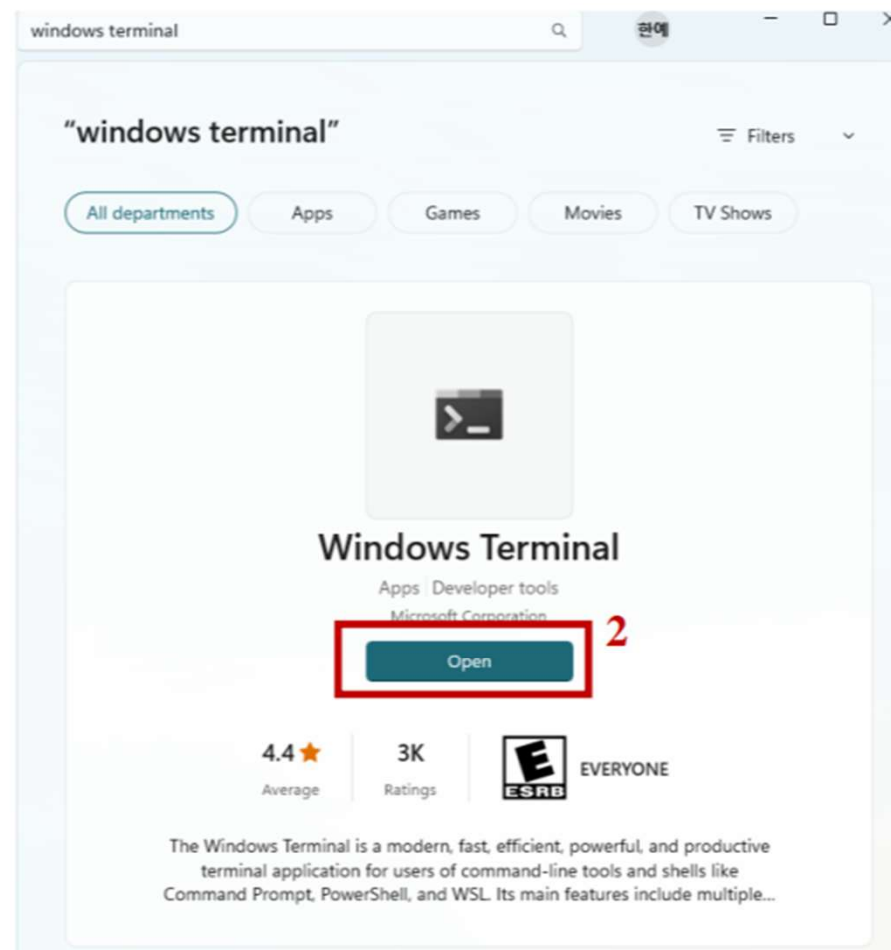 windows terminal
한예
“windows terminal”
Filters
All departments Apps Games Movies TV Shows
Windows Terminal
Apps Developer tools
Microsoft Corporation
Open
2
4.4 3K
E
ESRB
EVERYONE
Average Ratings
The Windows Terminal is a modern, fast, efficient, powerful, and productive
terminal application for users of command-line tools and shells like
Command Prompt, PowerShell, and WSL. Its main features include multiple...